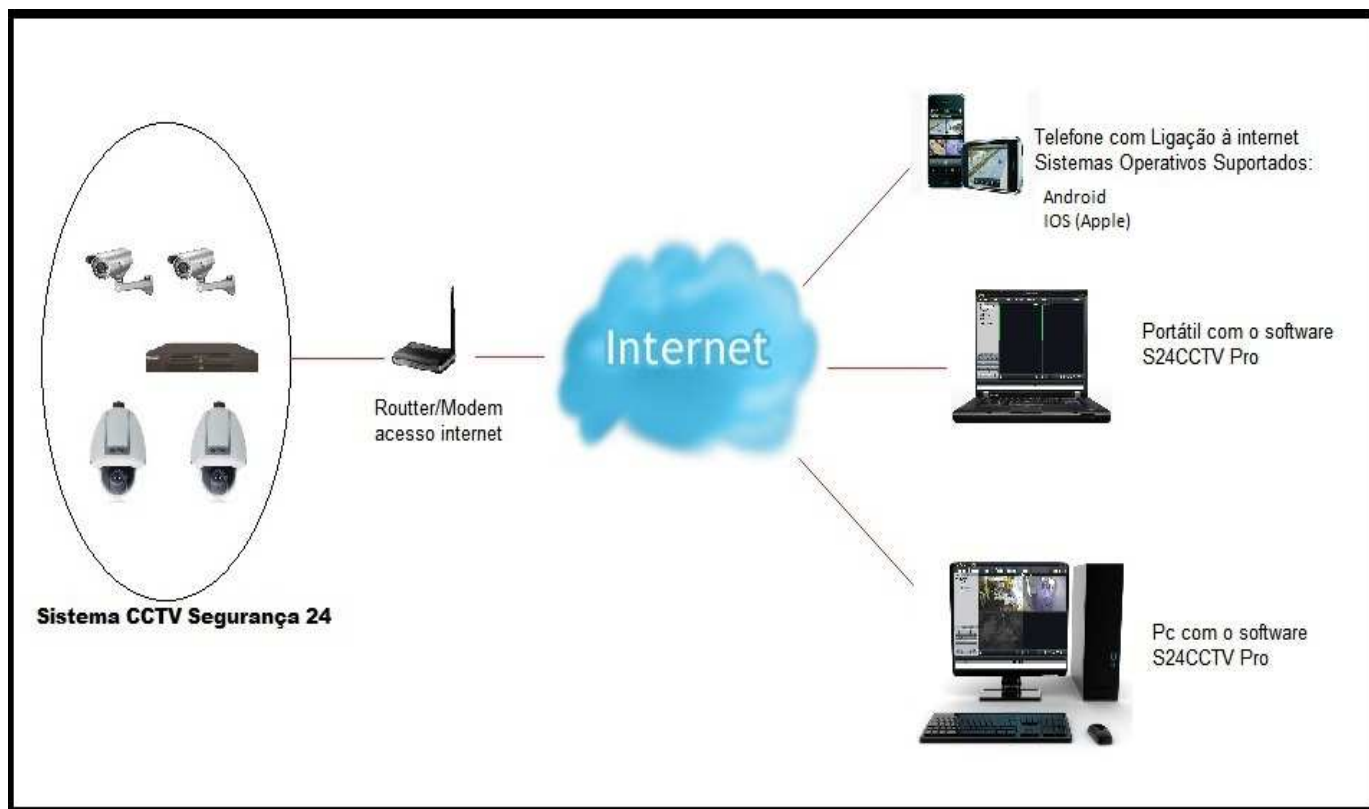 Telefone com Ligação à internet
Sistemas Operativos Suportados:
Android
IOS (Apple)
Internet
Portátil com o software
S24CCTV Pro
Routter/Modem
acesso internet
Sistema CCTV Segurança 24
Pc com o software
S24CCTV Pro